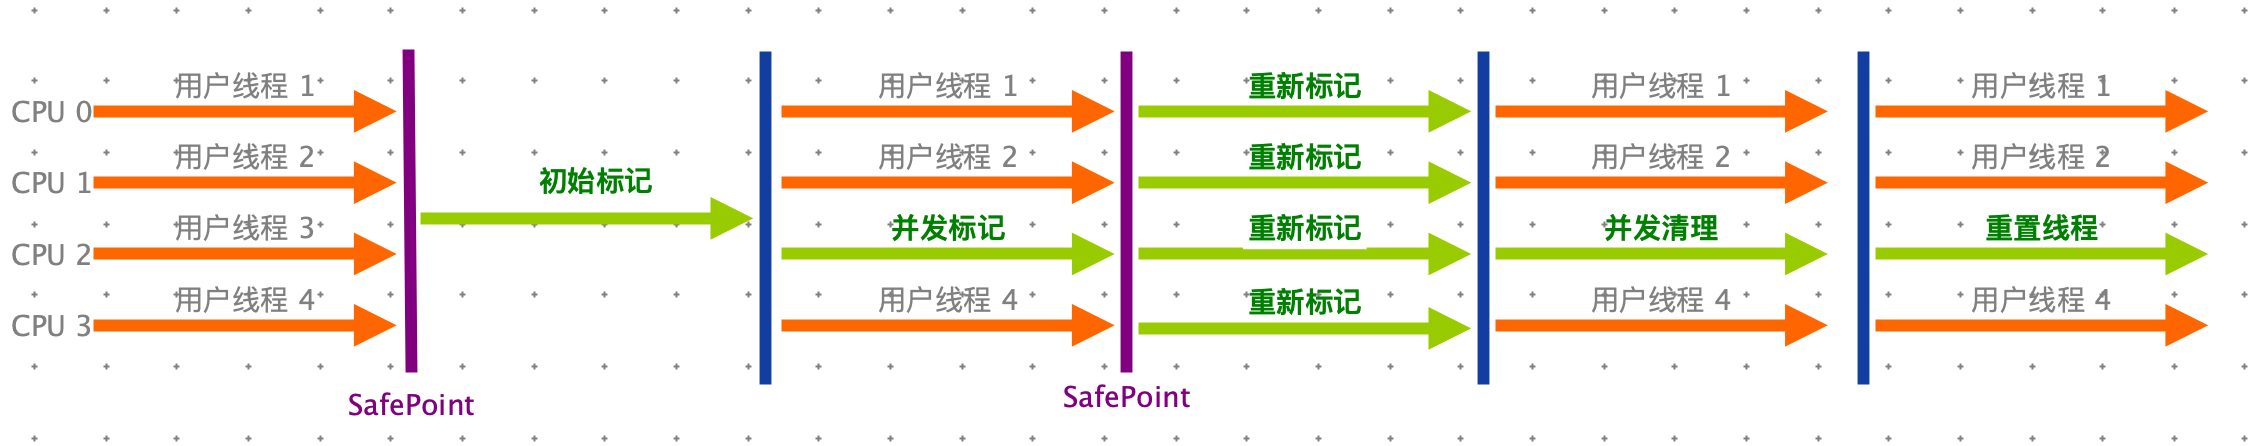 用户线程 1
用户线程 1
重新标记
用户线程 1
用户线程 1
CPU 0
用户线程 2
用户线程 2
重新标记
用户线程 2
用户线程 2
CPU 1
初始标记
用户线程 3
并发标记
重新标记
并发清理
重置线程
CPU 2
用户线程 4
用户线程 4
重新标记
用户线程 4
用户线程 4
CPU 3
SafePoint
SafePoint